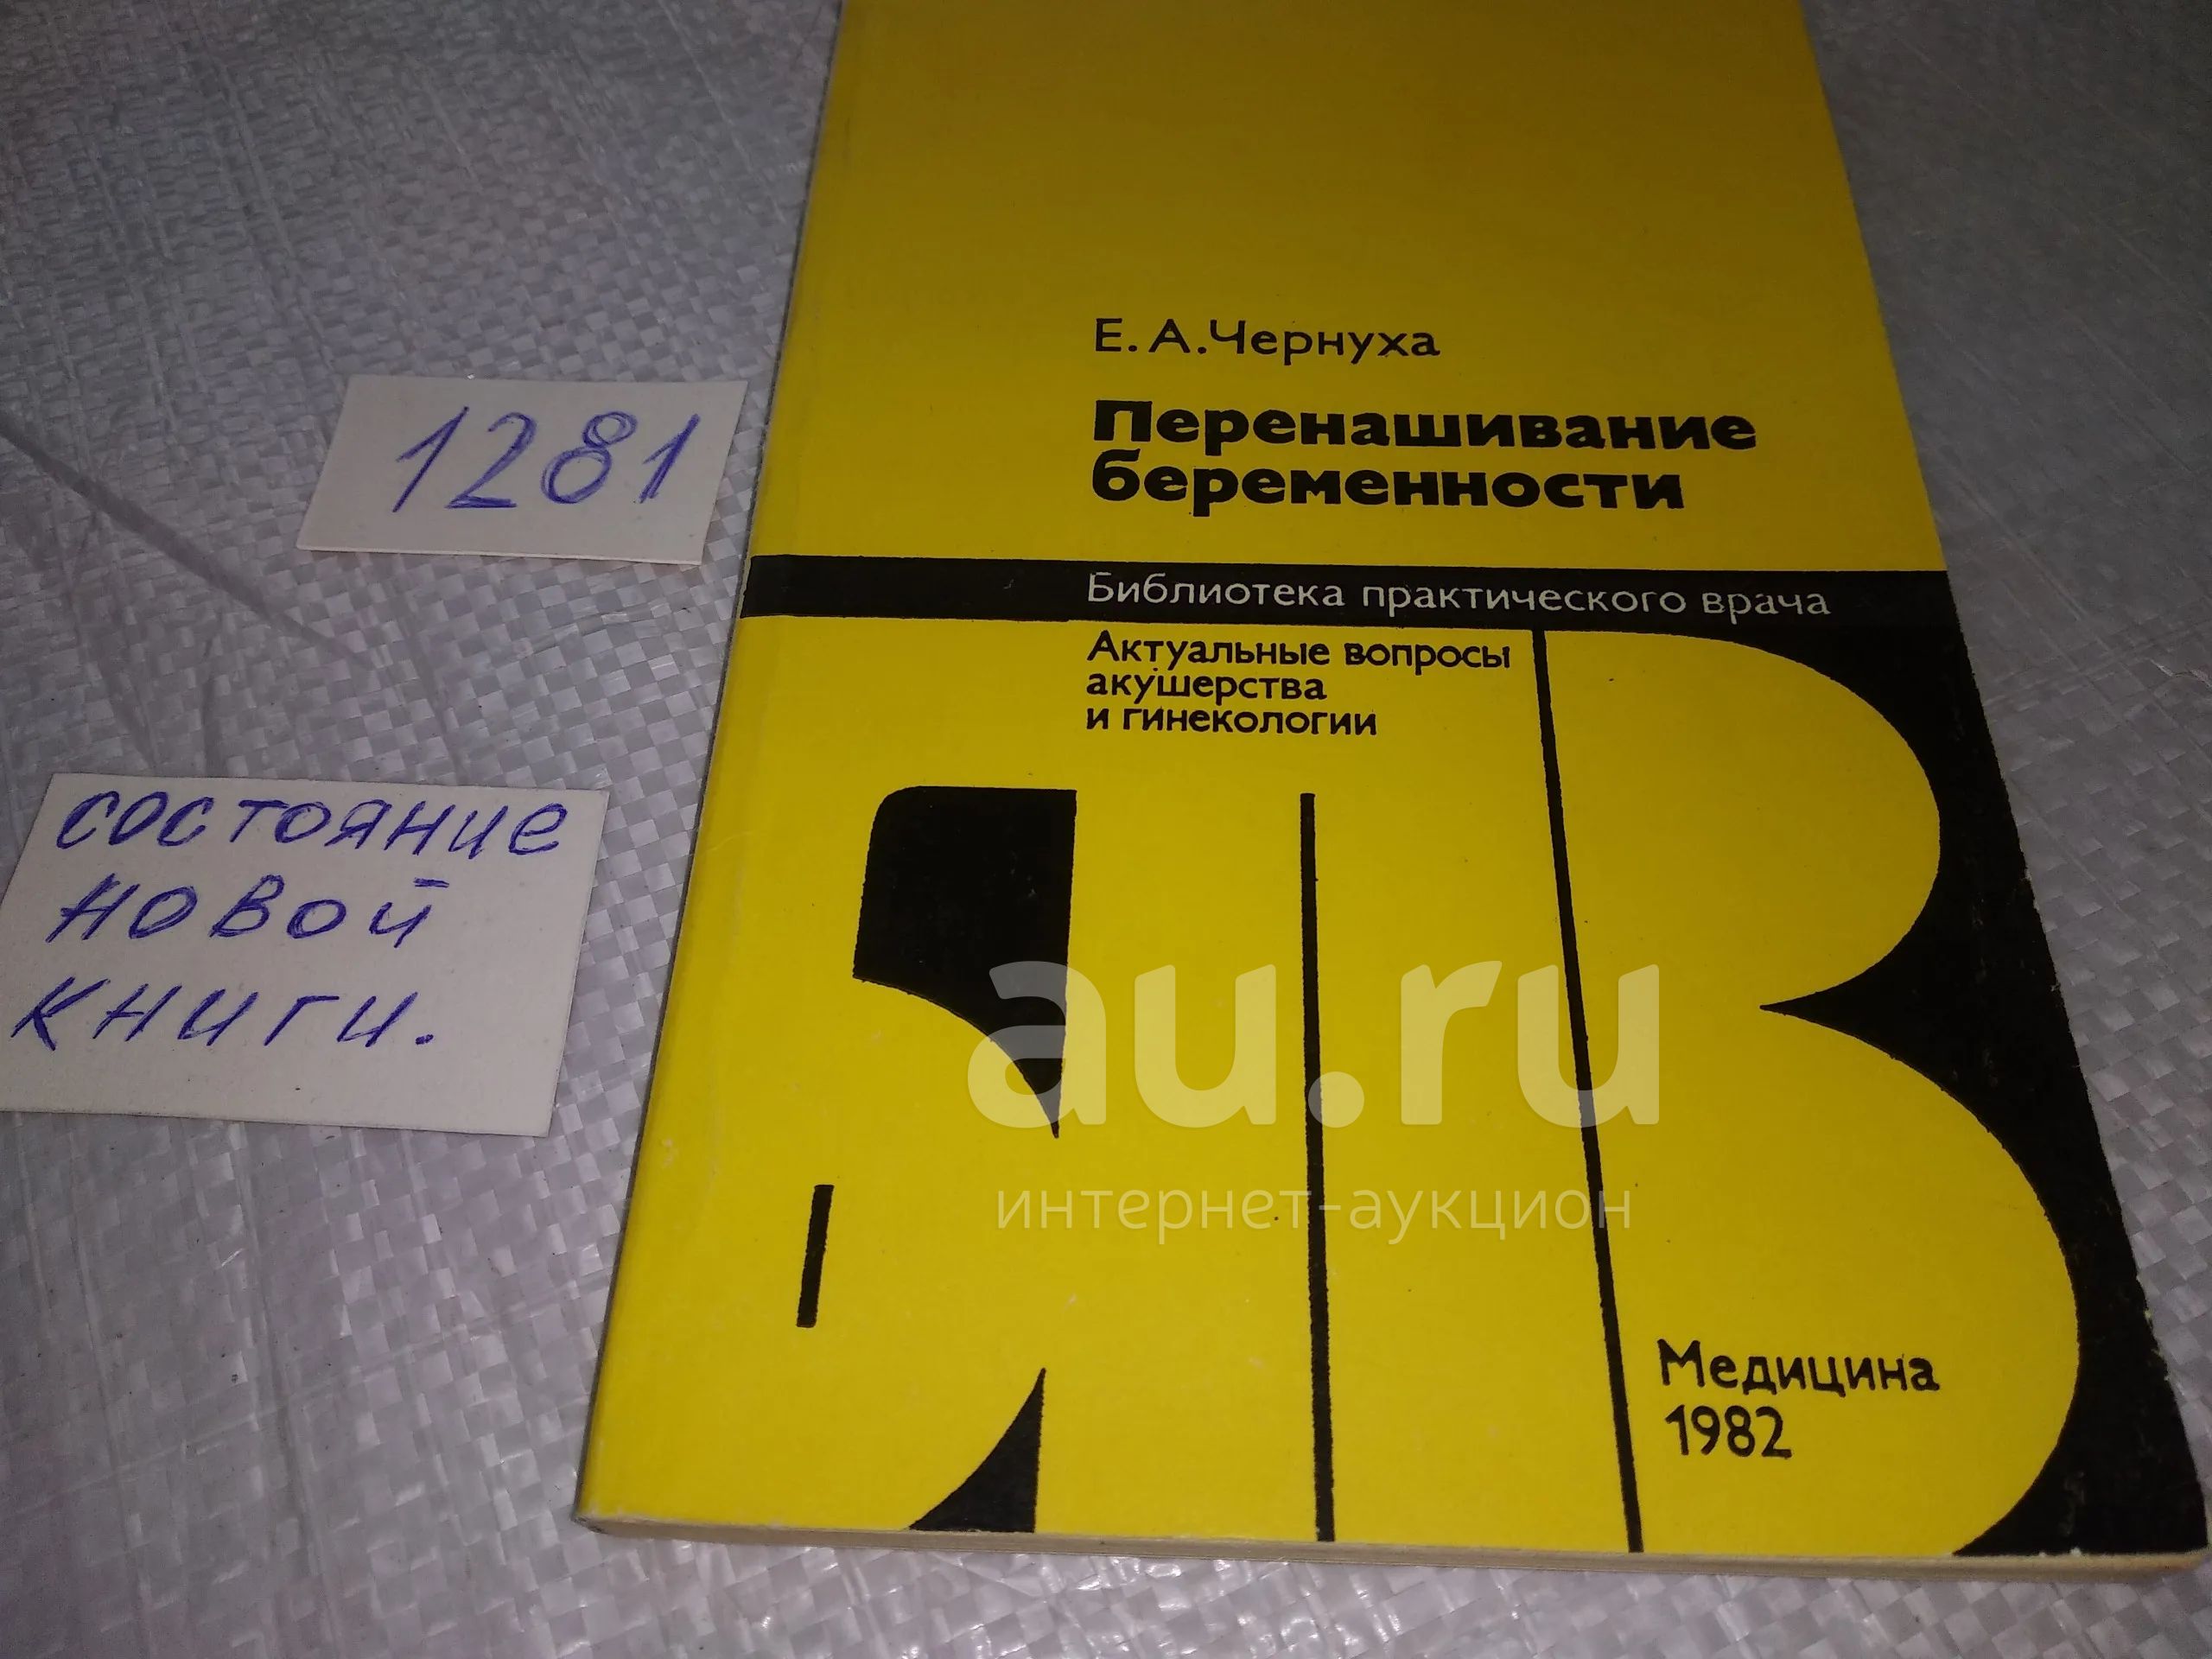 Е. А. Чернуха
Перенашивание
беременности
Библиотека практического врача
Актуальные вопросы
акушерства
и гинекологии
Медицина
1982
1281
состояние
новой
книги.
au.ru
интернет-аукцион